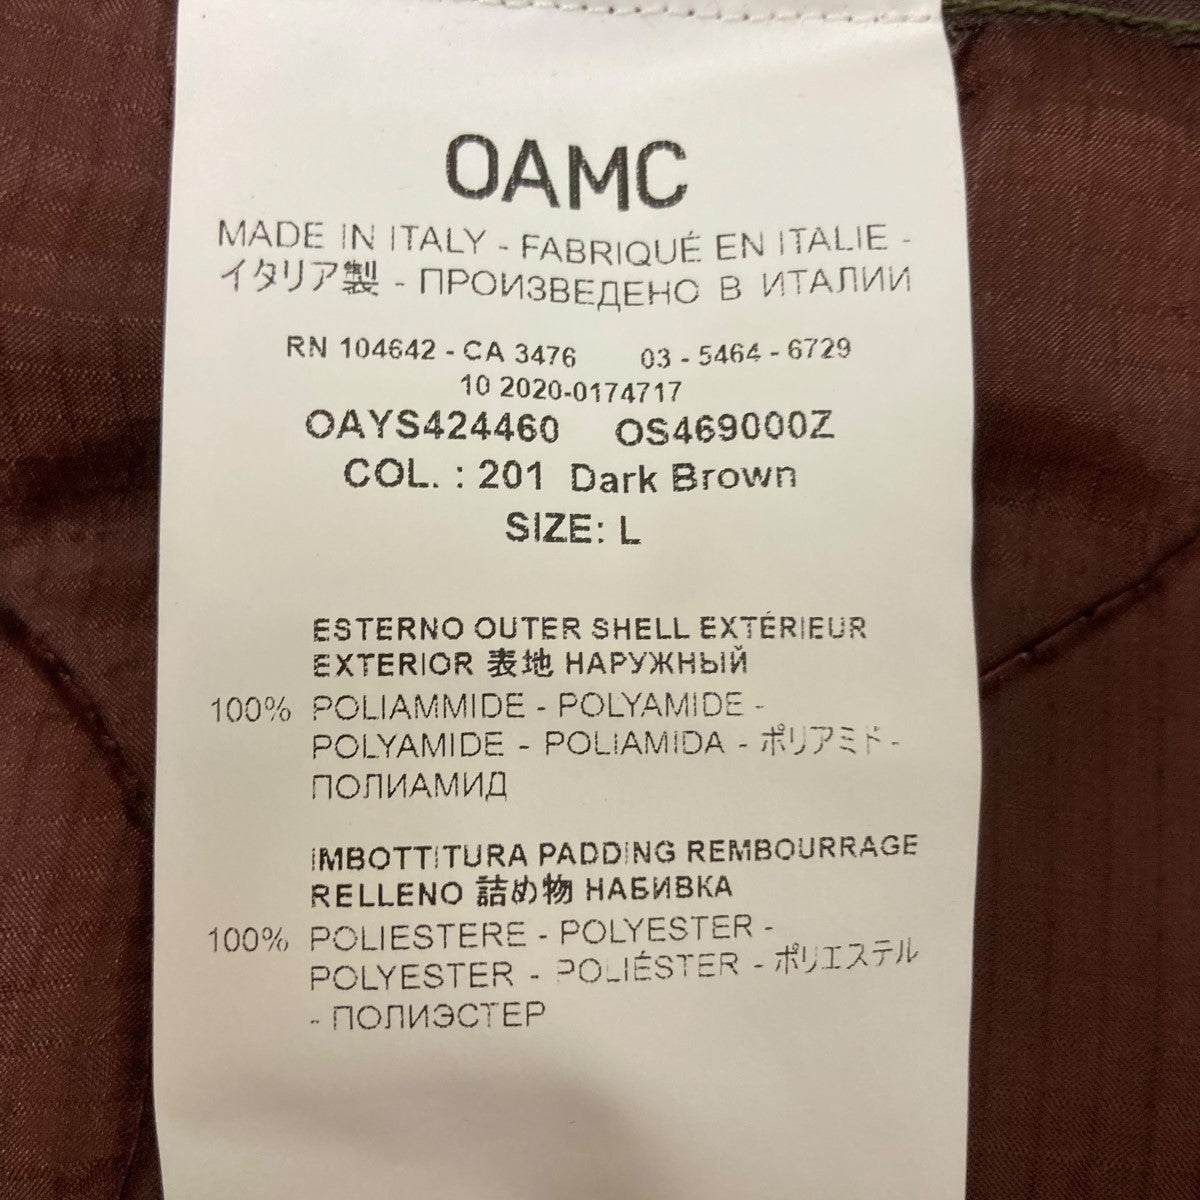 OAMC
MADE IN ITALY - FABRIQUÉ EN ITALIE -
イタリア製 - ПРОИЗВЕДЕНО В ИТАЛИИ
RN 104642 - CA 3476 03 - 5464 - 6729
10 2020-0174717
OAYS424460 OS469000Z
COL. : 201 Dark Brown
SIZE: L
ESTERNO OUTER SHELL EXTÉRIEUR
EXTERIOR 表地 НАРУЖНЫЙ
100% POLIAMMIDE - POLYAMIDE -
POLYAMIDE - POLIAMIDA - ポリアミド -
ПОЛИАМИД
IMBOTTITURA PADDING REMBOURRAGE
RELLENO 詰め物 НАБИВКА
100% POLIESTERE - POLYESTER -
POLYESTER - POLIÉSTER - ポリエステル
- ПОЛИЭСТЕР